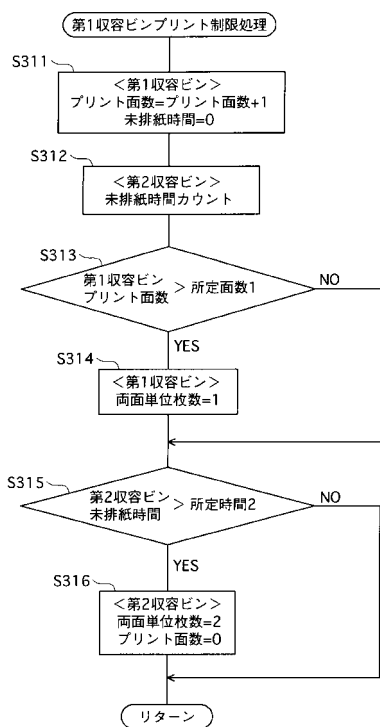 第1収容ビンプリント制限処理
S311
＜第1収容ビン＞
プリント面数=プリント面数+1
未排紙時間=0
S312
＜第2収容ビン＞
未排紙時間カウント
S313
第1収容ビン
プリント面数 ＞ 所定面数1
NO
YES
S314
＜第1収容ビン＞
両面単位枚数=1
S315
第2収容ビン
未排紙時間 ＞ 所定時間2
NO
YES
S316
＜第2収容ビン＞
両面単位枚数=2
プリント面数=0
リターン